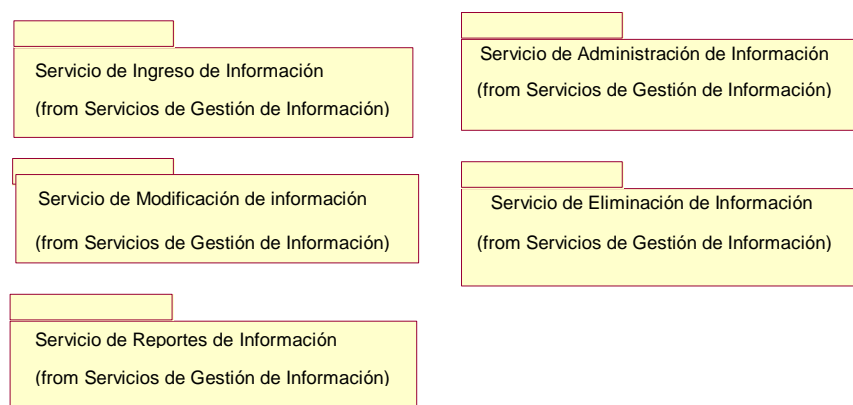 Servicio de Ingreso de Información
(from Servicios de Gestión de Información)
Servicio de Administración de Información
(from Servicios de Gestión de Información)
Servicio de Modificación de información
(from Servicios de Gestión de Información)
Servicio de Eliminación de Información
(from Servicios de Gestión de Información)
Servicio de Reportes de Información
(from Servicios de Gestión de Información)